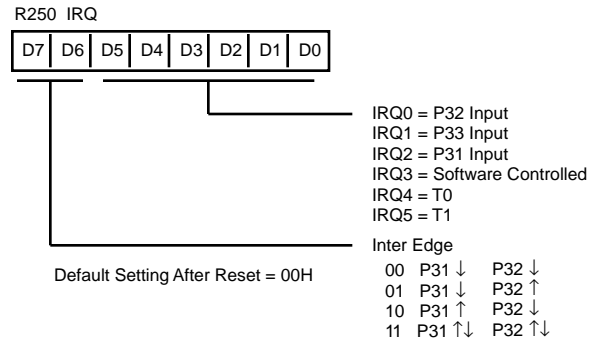 R250 IRQ
D7 D6 D5 D4 D3 D2 D1 D0
IRQ0 = P32 Input
IRQ1 = P33 Input
IRQ2 = P31 Input
IRQ3 = Software Controlled
IRQ4 = T0
IRQ5 = T1
Inter Edge
00 P31 ↓ P32 ↓
01 P31 ↓ P32 ↑
10 P31 ↑ P32 ↓
11 P31 ↑↓ P32 ↑↓
Default Setting After Reset = 00H